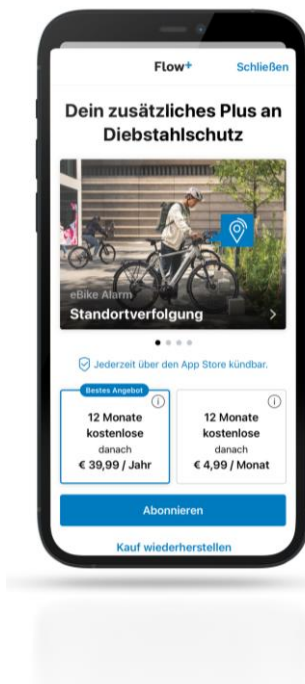 Flow+
Schließen
Dein zusätzliches Plus an
Diebstahlschutz
eBike Alarm
Standortverfolgung
Jederzeit über den App Store kündbar.
Bestes Angebot
12 Monate
kostenlose
danach
€ 39,99 / Jahr
12 Monate
kostenlose
danach
€ 4,99 / Monat
Abonnieren
Kauf wiederherstellen